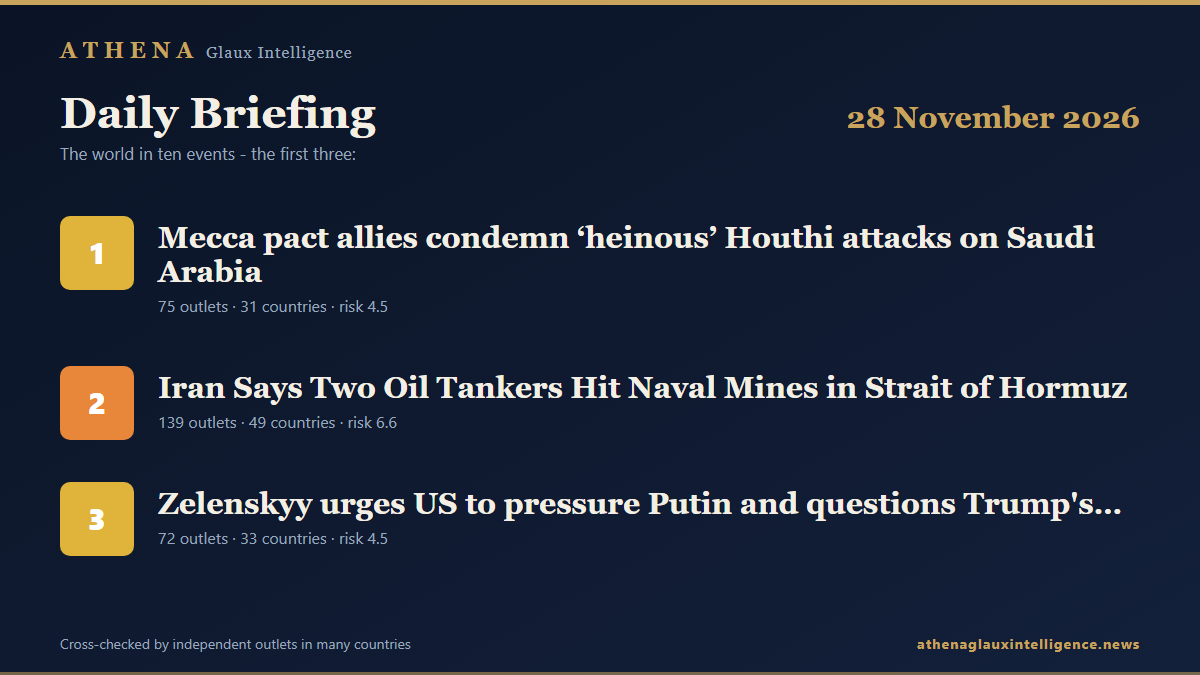 ATHENA Glaux Intelligence
Daily Briefing
28 November 2026
The world in ten events - the first three:
1
Mecca pact allies condemn ‘heinous’ Houthi attacks on Saudi
Arabia
75 outlets · 31 countries · risk 4.5
2
Iran Says Two Oil Tankers Hit Naval Mines in Strait of Hormuz
139 outlets · 49 countries · risk 6.6
3
Zelenskyy urges US to pressure Putin and questions Trump's...
72 outlets · 33 countries · risk 4.5
Cross-checked by independent outlets in many countries
athenaglauxintelligence.news